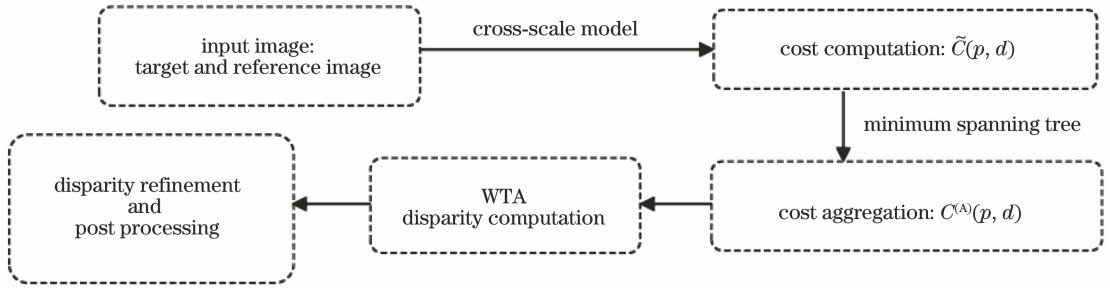 input image:
target and reference image
cross-scale model
cost computation: C̃(p, d)
minimum spanning tree
cost aggregation: C⁽ᴬ⁾(p, d)
WTA
disparity computation
disparity refinement
and
post processing